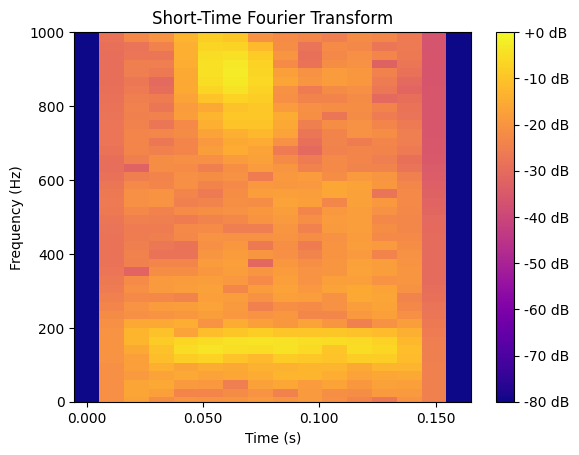 Short-Time Fourier Transform
1000
800
600
400
200
0
Frequency (Hz)
0.000
0.050
0.100
0.150
Time (s)
+0 dB
-10 dB
-20 dB
-30 dB
-40 dB
-50 dB
-60 dB
-70 dB
-80 dB